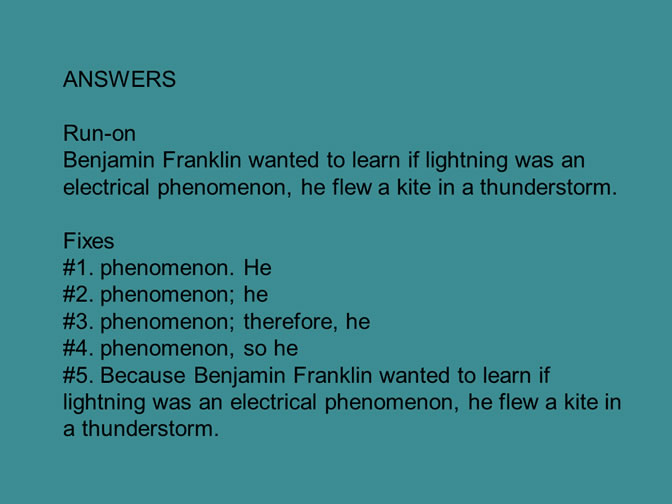 ANSWERS
Run-on
Benjamin Franklin wanted to learn if lightning was an
electrical phenomenon, he flew a kite in a thunderstorm.
Fixes
#1. phenomenon. He
#2. phenomenon; he
#3. phenomenon; therefore, he
#4. phenomenon, so he
#5. Because Benjamin Franklin wanted to learn if
lightning was an electrical phenomenon, he flew a kite in
a thunderstorm.